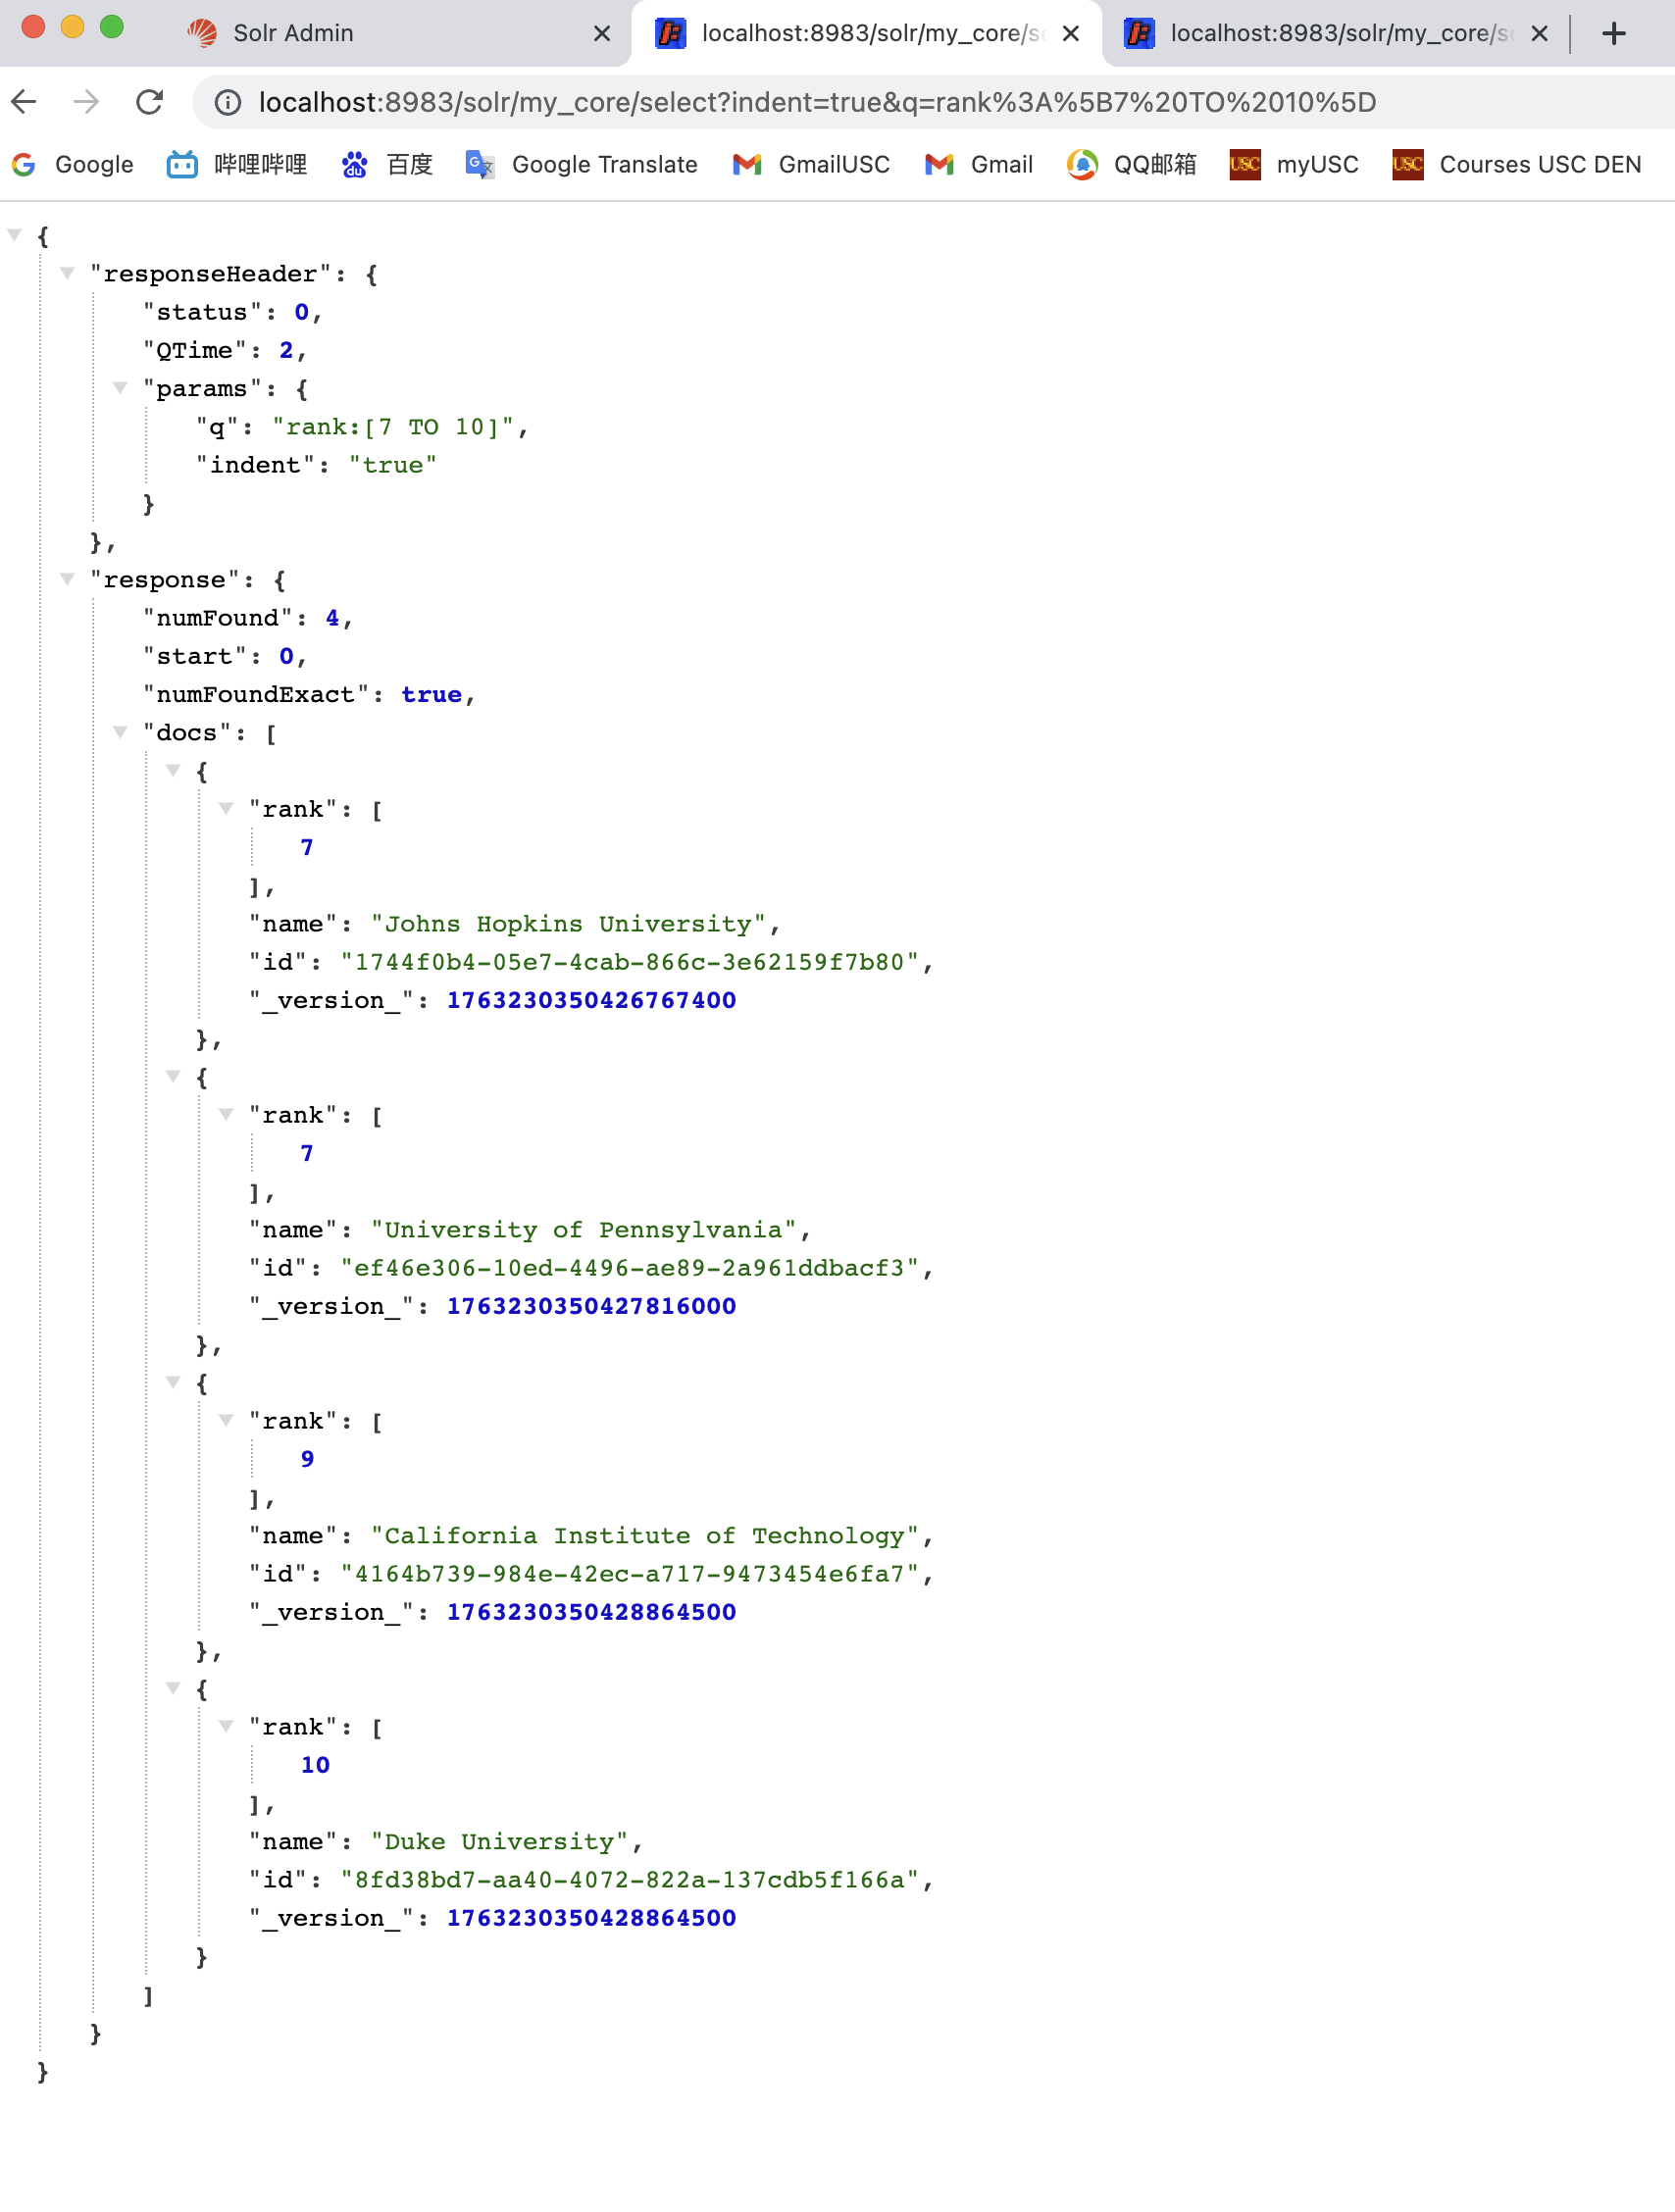 Solr Admin
localhost:8983/solr/my_core/se
localhost:8983/solr/my_core/se
localhost:8983/solr/my_core/select?indent=true&q=rank%3A%5B7%20TO%2010%5D
Google 哔哩哔哩 百度 Google Translate GmailUSC Gmail QQ邮箱 myUSC Courses USC DEN
{
"responseHeader": {
"status": 0,
"QTime": 2,
"params": {
"q": "rank:[7 TO 10]",
"indent": "true"
}
},
"response": {
"numFound": 4,
"start": 0,
"numFoundExact": true,
"docs": [
{
"rank": [
7
],
"name": "Johns Hopkins University",
"id": "1744f0b4-05e7-4cab-866c-3e62159f7b80",
"_version_": 1763230350426767400
},
{
"rank": [
7
],
"name": "University of Pennsylvania",
"id": "ef46e306-10ed-4496-ae89-2a961ddbacf3",
"_version_": 1763230350427816000
},
{
"rank": [
9
],
"name": "California Institute of Technology",
"id": "4164b739-984e-42ec-a717-9473454e6fa7",
"_version_": 1763230350428864500
},
{
"rank": [
10
],
"name": "Duke University",
"id": "8fd38bd7-aa40-4072-822a-137cdb5f166a",
"_version_": 1763230350428864500
}
]
}
}